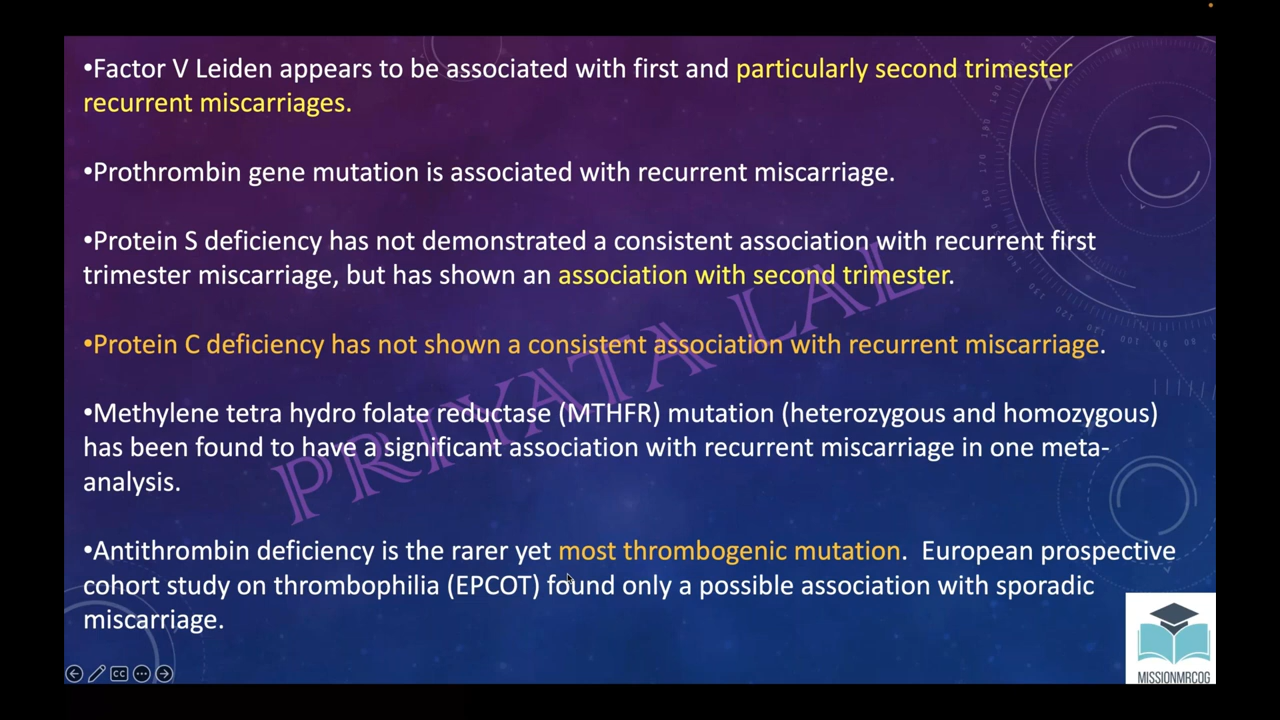 •Factor V Leiden appears to be associated with first and particularly second trimester
recurrent miscarriages.
•Prothrombin gene mutation is associated with recurrent miscarriage.
•Protein S deficiency has not demonstrated a consistent association with recurrent first
trimester miscarriage, but has shown an association with second trimester.
•Protein C deficiency has not shown a consistent association with recurrent miscarriage.
•Methylene tetra hydro folate reductase (MTHFR) mutation (heterozygous and homozygous)
has been found to have a significant association with recurrent miscarriage in one meta-
analysis.
•Antithrombin deficiency is the rarer yet most thrombogenic mutation. European prospective
cohort study on thrombophilia (EPCOT) found only a possible association with sporadic
miscarriage.
PRIYATA LAL
CC
MISSIONMRCOG